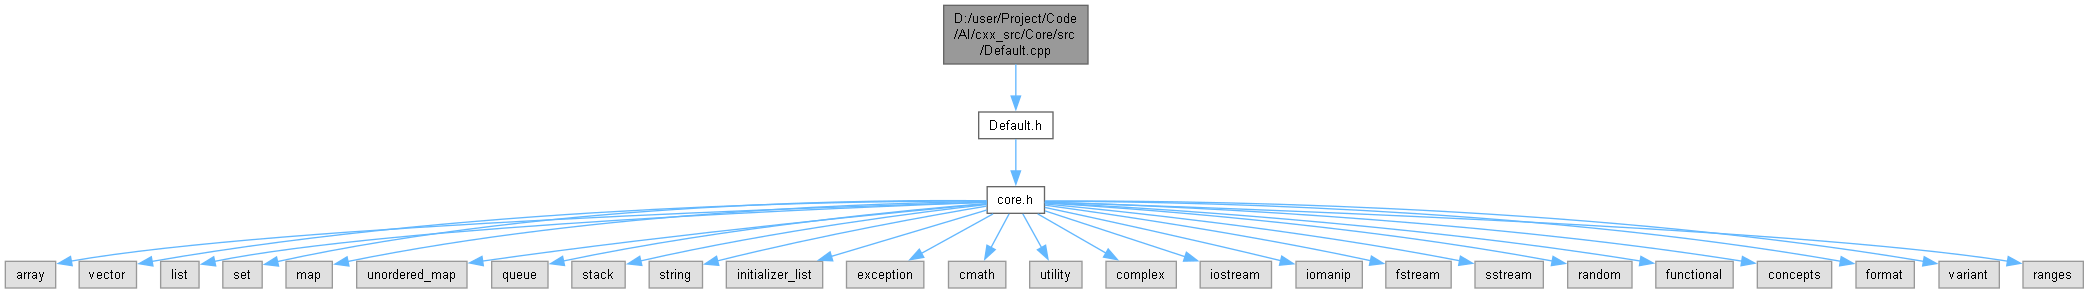 D:/user/Project/Code
/AI/cxx_src/Core/src
/Default.cpp
Default.h
core.h
array
vector
list
set
map
unordered_map
queue
stack
string
initializer_list
exception
cmath
utility
complex
iostream
iomanip
fstream
sstream
random
functional
concepts
format
variant
ranges